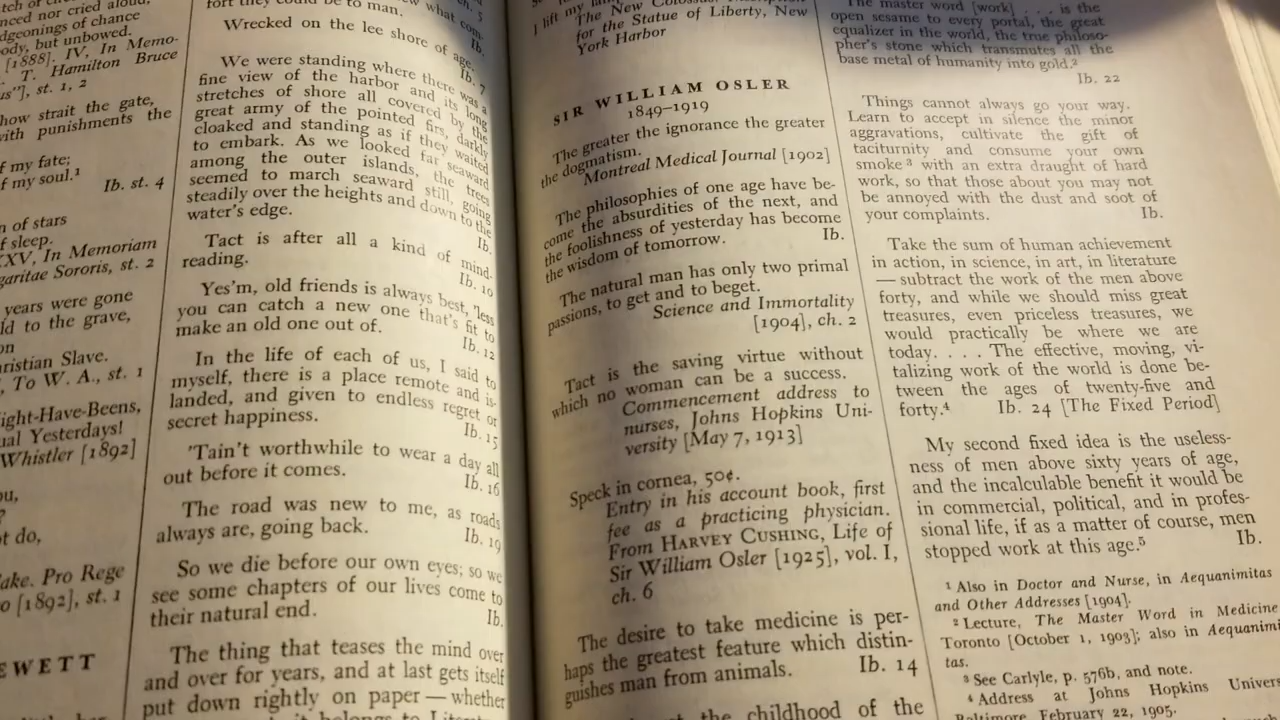 nced nor cried aloud,
dgeonings of chance
ody, but unbowed.
[1888]. IV, In Memo-
T. Hamilton Bruce
us"], st. 1, 2
how strait the gate,
with punishments the
f my fate;
f my soul.¹
Ib. st. 4
n of stars
f sleep.
XXV, In Memoriam
garitae Sororis, st. 2
years were gone
ld to the grave,
on
ristian Slave.
To W. A., st. 1
ight-Have-Beens,
ual Yesterdays!
Whistler [1892]
ou,
?
t do,
ake. Pro Rege
o [1892], st. 1
EWETT
fort they could be to man.
Ib.
Wrecked on the lee shore of age.
Ib. 7
We were standing where there was a
fine view of the harbor and its long
stretches of shore all covered by the
great army of the pointed firs, darkly
cloaked and standing as if they waited
to embark. As we looked far seaward
among the outer islands, the trees
seemed to march seaward still, going
steadily over the heights and down to the
water's edge.
Ib.
Tact is after all a kind of mind-
reading.
Ib. 10
Yes'm, old friends is always best, 'less
you can catch a new one that's fit to
make an old one out of.
Ib. 12
In the life of each of us, I said to
myself, there is a place remote and is-
landed, and given to endless regret or
secret happiness.
Ib. 15
'Tain't worthwhile to wear a day all
out before it comes.
Ib. 16
The road was new to me, as roads
always are, going back.
Ib. 19
So we die before our own eyes; so we
see some chapters of our lives come to
their natural end.
Ib.
The thing that teases the mind over
and over for years, and at last gets itself
put down rightly on paper — whether
I lift my
The New Colossus
for the Statue of Liberty, New
York Harbor
SIR WILLIAM OSLER
1849–1919
The greater the ignorance the greater
the dogmatism.
Montreal Medical Journal [1902]
The philosophies of one age have be-
come the absurdities of the next, and
the foolishness of yesterday has become
the wisdom of tomorrow. Ib.
The natural man has only two primal
passions, to get and to beget.
Science and Immortality
[1904], ch. 2
Tact is the saving virtue without
which no woman can be a success.
Commencement address to
nurses, Johns Hopkins Uni-
versity [May 7, 1913]
Speck in cornea, 50¢.
Entry in his account book, first
fee as a practicing physician.
From HARVEY CUSHING, Life of
Sir William Osler [1925], vol. I,
ch. 6
The desire to take medicine is per-
haps the greatest feature which distin-
guishes man from animals. Ib. 14
the childhood of the
The master word [work] . . . is the
open sesame to every portal, the great
equalizer in the world, the true philoso-
pher's stone which transmutes all the
base metal of humanity into gold.²
Ib. 22
Things cannot always go your way.
Learn to accept in silence the minor
aggravations, cultivate the gift of
taciturnity and consume your own
smoke³ with an extra draught of hard
work, so that those about you may not
be annoyed with the dust and soot of
your complaints. Ib.
Take the sum of human achievement
in action, in science, in art, in literature
— subtract the work of the men above
forty, and while we should miss great
treasures, even priceless treasures, we
would practically be where we are
today. . . . The effective, moving, vi-
talizing work of the world is done be-
tween the ages of twenty-five and
forty.⁴ Ib. 24 [The Fixed Period]
My second fixed idea is the useless-
ness of men above sixty years of age,
and the incalculable benefit it would be
in commercial, political, and in profes-
sional life, if as a matter of course, men
stopped work at this age.⁵ Ib.
¹ Also in Doctor and Nurse, in Aequanimitas
and Other Addresses [1904].
² Lecture, The Master Word in Medicine
Toronto [October 1, 1903]; also in Aequanimi
tas.
³ See Carlyle, p. 576b, and note.
⁴ Address at Johns Hopkins Univers
Baltimore, February 22, 1905.